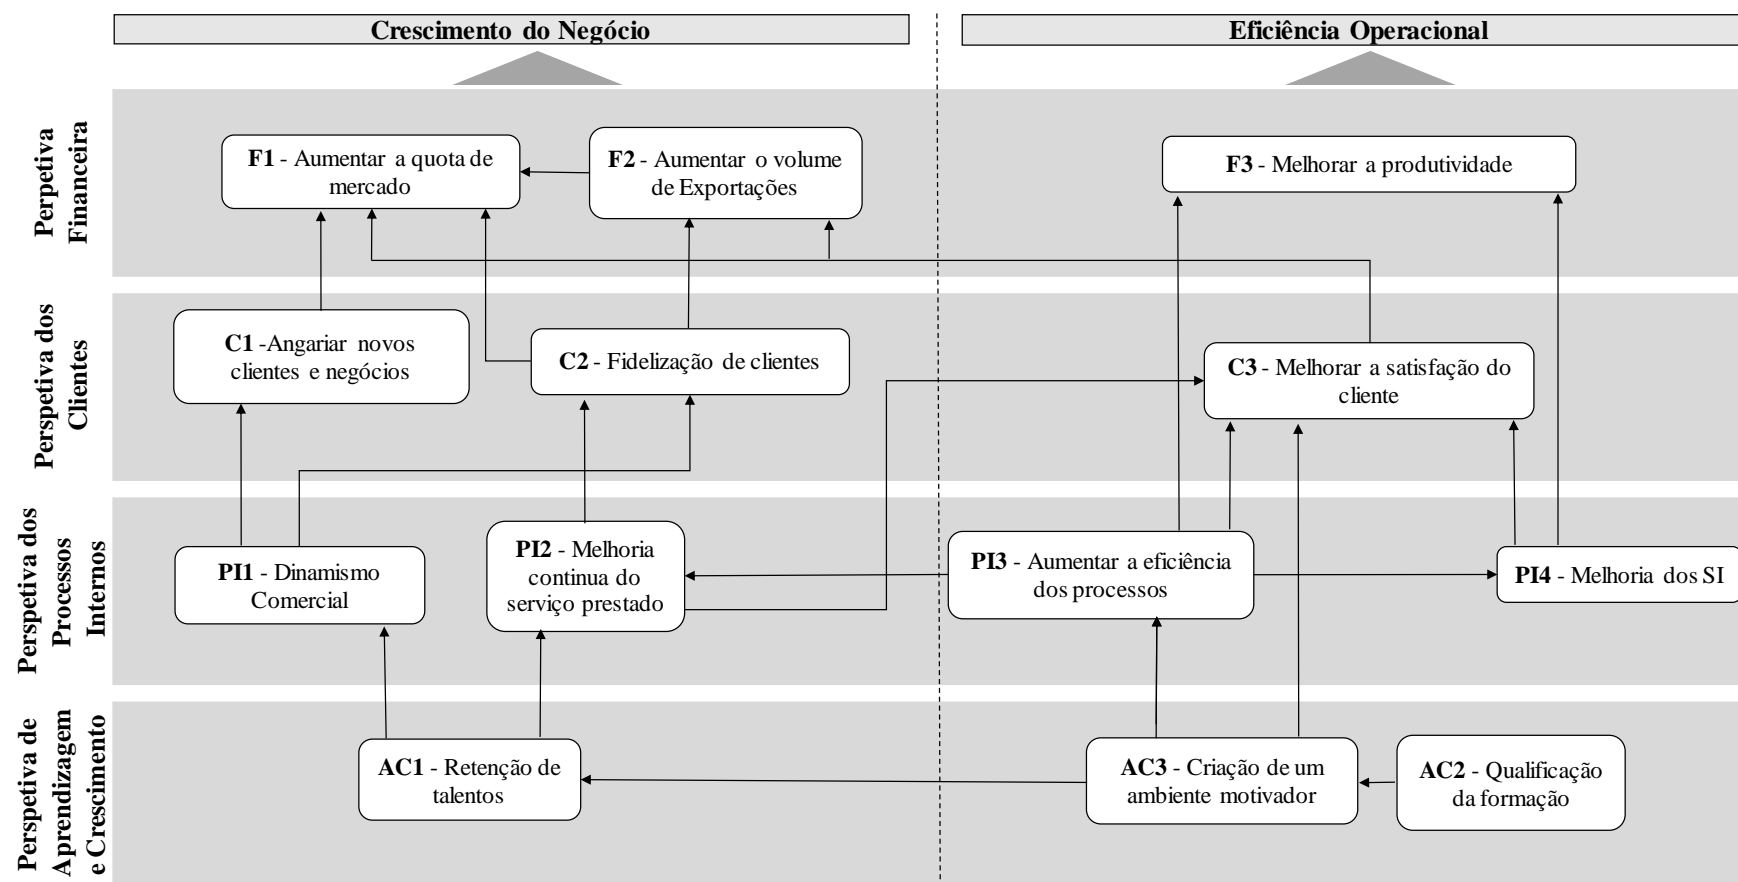 Crescimento do Negócio
Eficiência Operacional
Perpetiva
Financeira
F1 - Aumentar a quota de
mercado
F2 - Aumentar o volume
de Exportações
F3 - Melhorar a produtividade
Perspetiva dos
Clientes
C1 -Angariar novos
clientes e negócios
C2 - Fidelização de clientes
C3 - Melhorar a satisfação do
cliente
Perspetiva dos
Processos
Internos
PI1 - Dinamismo
Comercial
PI2 - Melhoria
continua do
serviço prestado
PI3 - Aumentar a eficiência
dos processos
PI4 - Melhoria dos SI
Perspetiva de
Aprendizagem
e Crescimento
AC1 - Retenção de
talentos
AC3 - Criação de um
ambiente motivador
AC2 - Qualificação
da formação